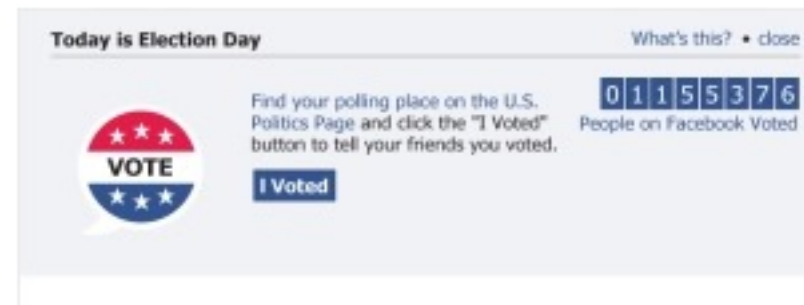 Today is Election Day
What's this? • close
Find your polling place on the U.S.
Politics Page and click the "I Voted"
button to tell your friends you voted.
I Voted
VOTE
01155376
People on Facebook Voted